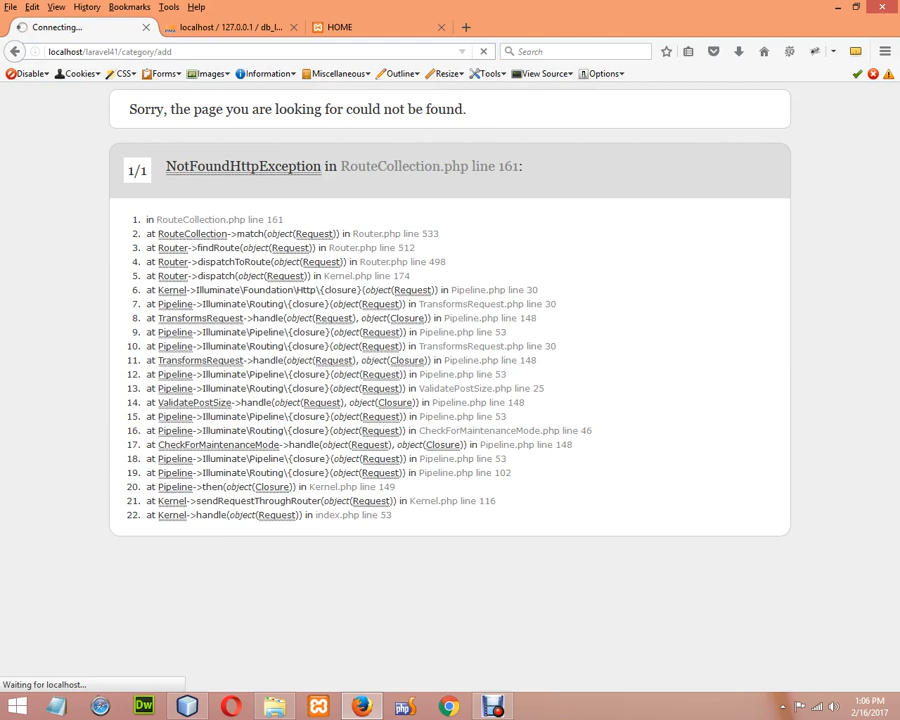 File Edit View History Bookmarks Tools Help
Connecting... localhost / 127.0.0.1 / db_l... HOME
localhost/laravel41/category/add Search
Disable Cookies CSS Forms Images Information Miscellaneous Outline Resize Tools View Source Options
Sorry, the page you are looking for could not be found.
1/1 NotFoundHttpException in RouteCollection.php line 161:
1. in RouteCollection.php line 161
2. at RouteCollection->match(object(Request)) in Router.php line 533
3. at Router->findRoute(object(Request)) in Router.php line 512
4. at Router->dispatchToRoute(object(Request)) in Router.php line 498
5. at Router->dispatch(object(Request)) in Kernel.php line 174
6. at Kernel->Illuminate\Foundation\Http\{closure}(object(Request)) in Pipeline.php line 30
7. at Pipeline->Illuminate\Routing\{closure}(object(Request)) in TransformsRequest.php line 30
8. at TransformsRequest->handle(object(Request), object(Closure)) in Pipeline.php line 148
9. at Pipeline->Illuminate\Pipeline\{closure}(object(Request)) in Pipeline.php line 53
10. at Pipeline->Illuminate\Routing\{closure}(object(Request)) in TransformsRequest.php line 30
11. at TransformsRequest->handle(object(Request), object(Closure)) in Pipeline.php line 148
12. at Pipeline->Illuminate\Pipeline\{closure}(object(Request)) in Pipeline.php line 53
13. at Pipeline->Illuminate\Routing\{closure}(object(Request)) in ValidatePostSize.php line 25
14. at ValidatePostSize->handle(object(Request), object(Closure)) in Pipeline.php line 148
15. at Pipeline->Illuminate\Pipeline\{closure}(object(Request)) in Pipeline.php line 53
16. at Pipeline->Illuminate\Routing\{closure}(object(Request)) in CheckForMaintenanceMode.php line 46
17. at CheckForMaintenanceMode->handle(object(Request), object(Closure)) in Pipeline.php line 148
18. at Pipeline->Illuminate\Pipeline\{closure}(object(Request)) in Pipeline.php line 53
19. at Pipeline->Illuminate\Routing\{closure}(object(Request)) in Pipeline.php line 102
20. at Pipeline->then(object(Closure)) in Kernel.php line 149
21. at Kernel->sendRequestThroughRouter(object(Request)) in Kernel.php line 116
22. at Kernel->handle(object(Request)) in index.php line 53
Waiting for localhost...
Dw php
1:06 PM
2/16/2017